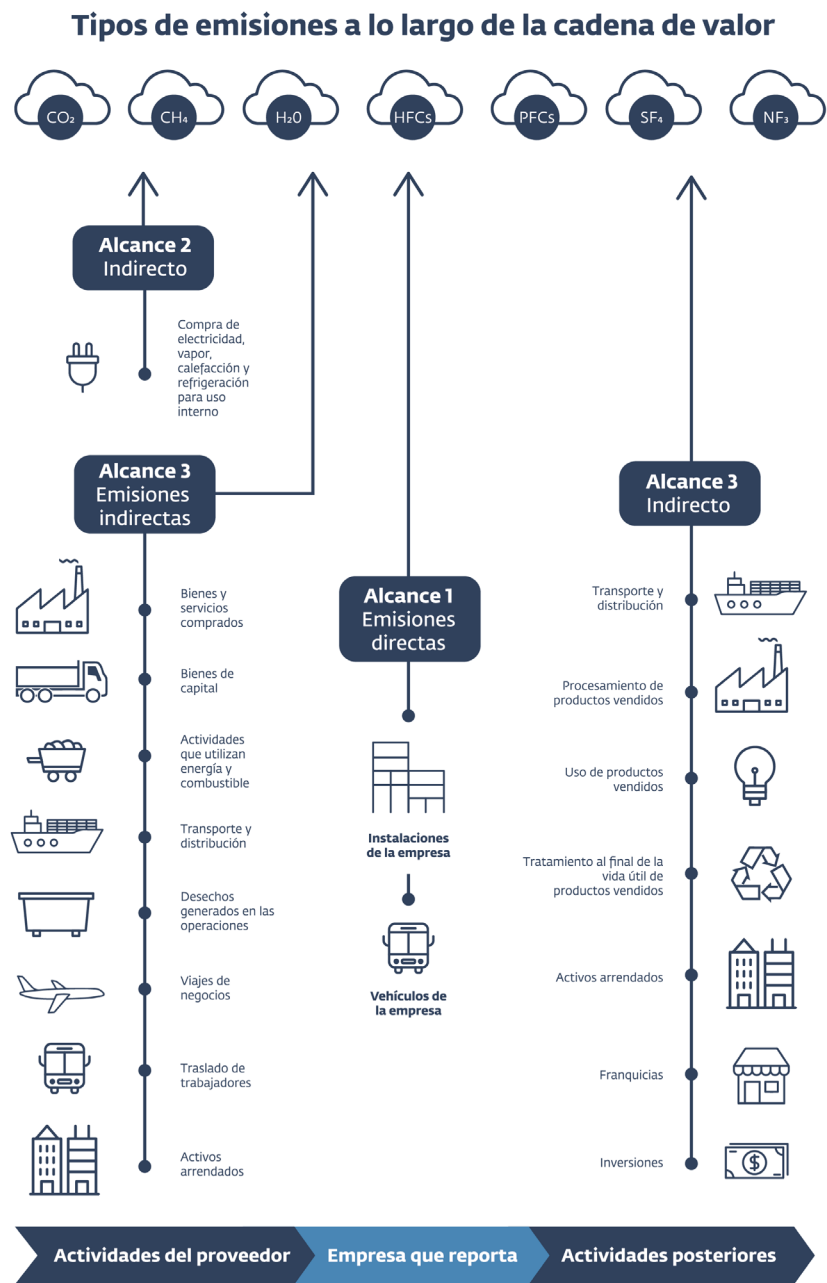 Tipos de emisiones a lo largo de la cadena de valor
CO₂
CH₄
H₂0
HFCs
PFCs
SF₄
NF₃
Alcance 2
Indirecto
Compra de
electricidad,
vapor,
calefacción y
refrigeración
para uso
interno
Alcance 3
Emisiones
indirectas
Bienes y
servicios
comprados
Bienes de
capital
Actividades
que utilizan
energía y
combustible
Transporte y
distribución
Desechos
generados en las
operaciones
Viajes de
negocios
Traslado de
trabajadores
Activos
arrendados
Alcance 1
Emisiones
directas
Instalaciones
de la empresa
Vehículos de
la empresa
Alcance 3
Indirecto
Transporte y
distribución
Procesamiento de
productos vendidos
Uso de productos
vendidos
Tratamiento al final de la
vida útil de
productos vendidos
Activos arrendados
Franquicias
Inversiones
$
Actividades del proveedor
Empresa que reporta
Actividades posteriores